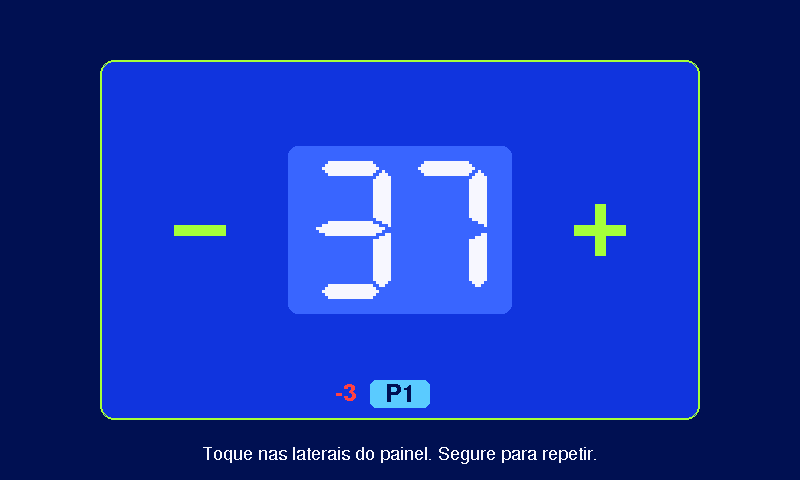 - 37 +
-3 P1
Toque nas laterais do painel. Segure para repetir.